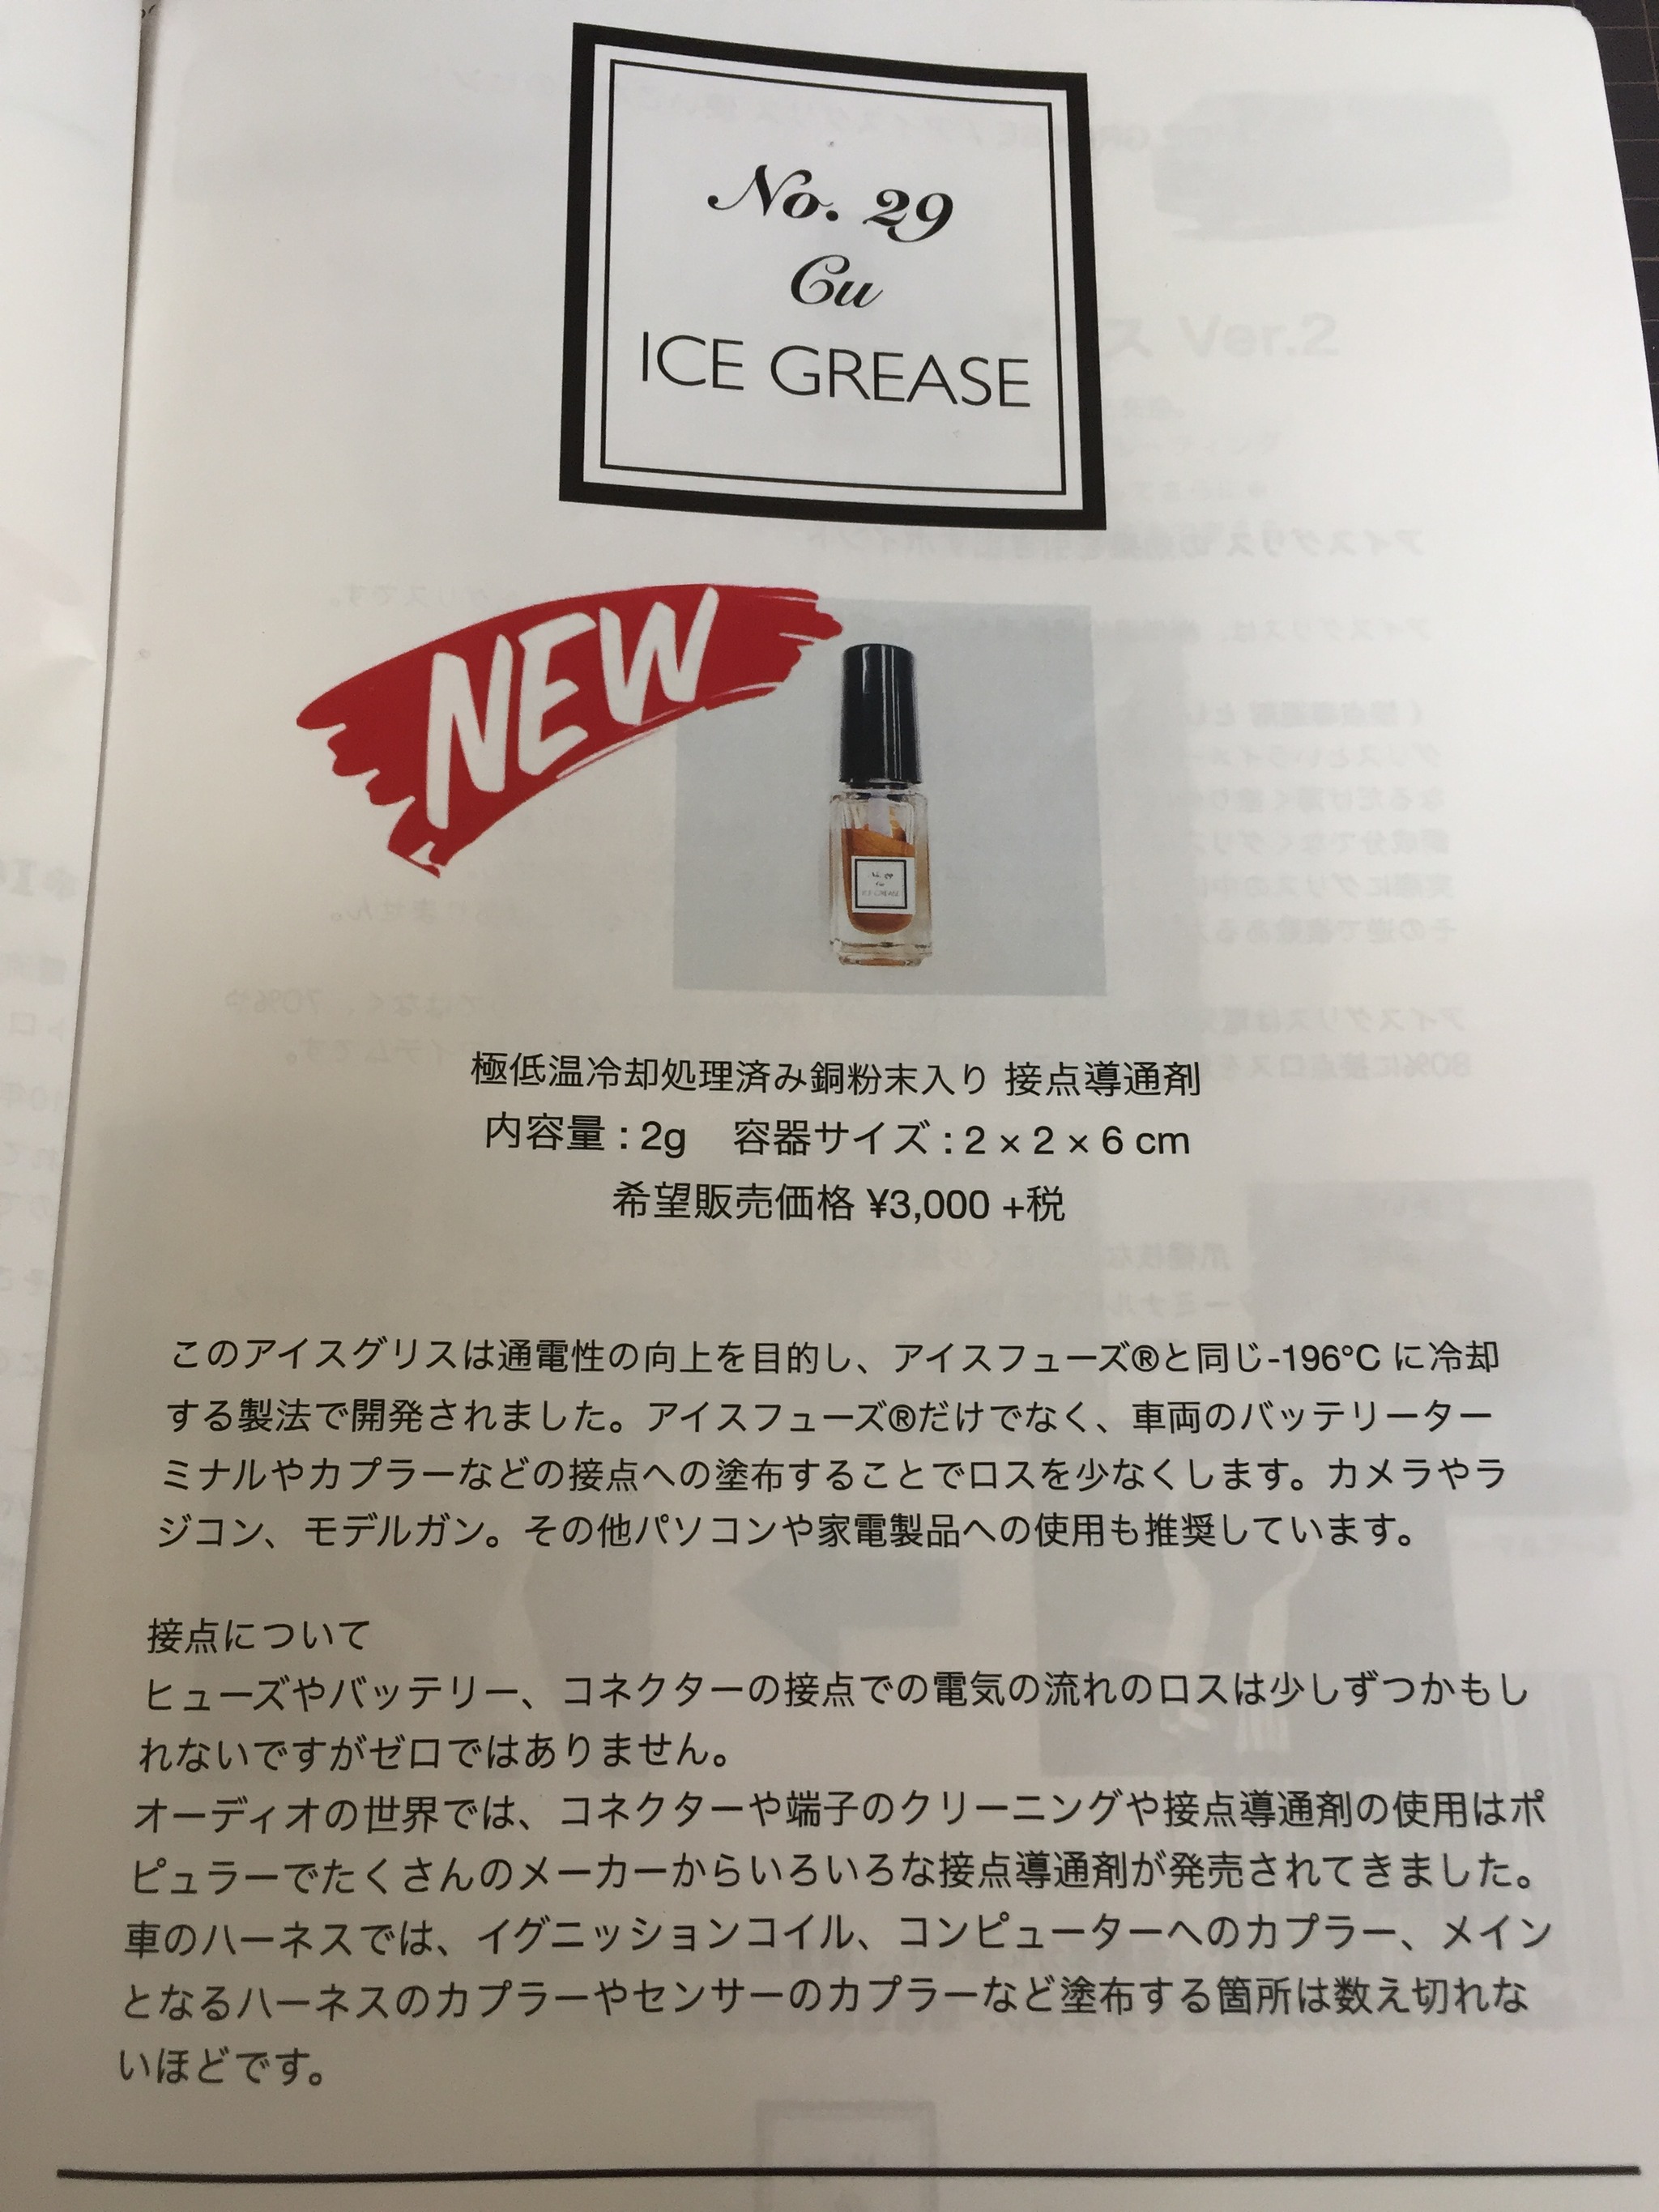 No. 29
Cu
ICE GREASE
NEW
No. 29
Cu
ICE GREASE
極低温冷却処理済み銅粉末入り 接点導通剤
内容量 : 2g 容器サイズ : 2 × 2 × 6 cm
希望販売価格 ¥3,000 +税
このアイスグリスは通電性の向上を目的し、アイスフューズ®と同じ-196°C に冷却
する製法で開発されました。アイスフューズ®だけでなく、車両のバッテリーター
ミナルやカプラーなどの接点への塗布することでロスを少なくします。カメラやラ
ジコン、モデルガン。その他パソコンや家電製品への使用も推奨しています。
接点について
ヒューズやバッテリー、コネクターの接点での電気の流れのロスは少しずつかもし
れないですがゼロではありません。
オーディオの世界では、コネクターや端子のクリーニングや接点導通剤の使用はポ
ピュラーでたくさんのメーカーからいろいろな接点導通剤が発売されてきました。
車のハーネスでは、イグニッションコイル、コンピューターへのカプラー、メイン
となるハーネスのカプラーやセンサーのカプラーなど塗布する箇所は数え切れな
いほどです。